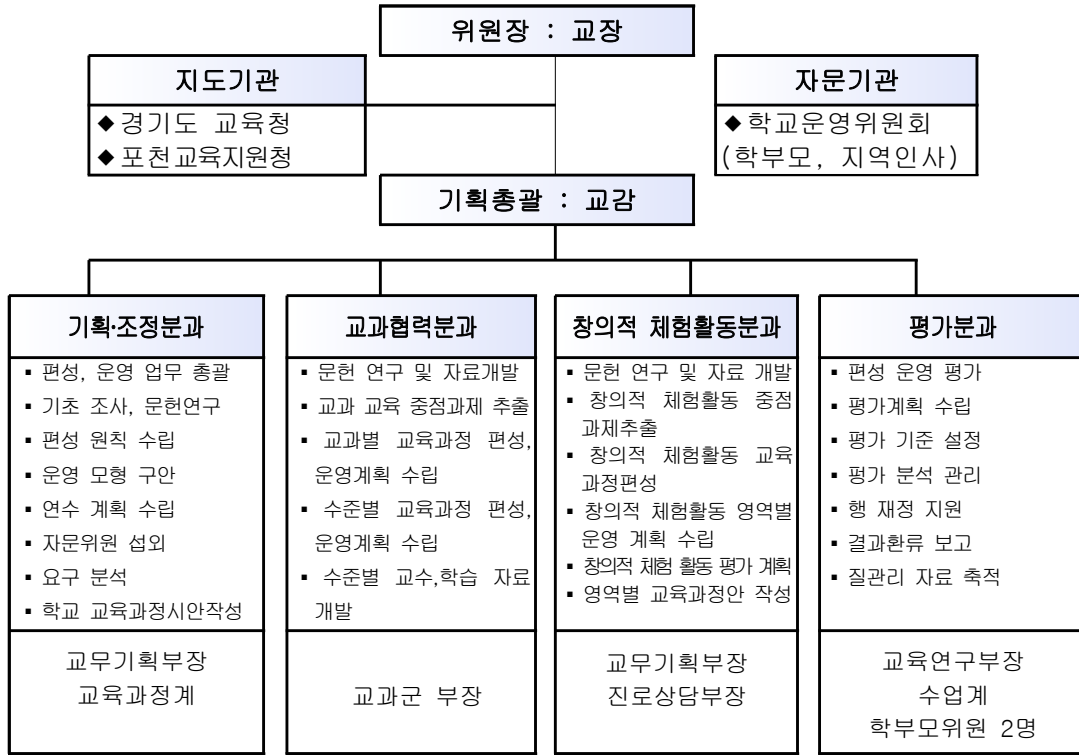 위원장 : 교장
지도기관
◆경기도 교육청
◆포천교육지원청
자문기관
◆학교운영위원회
(학부모, 지역인사)
기획총괄 : 교감
기획·조정분과
▪ 편성, 운영 업무 총괄
▪ 기초 조사, 문헌연구
▪ 편성 원칙 수립
▪ 운영 모형 구안
▪ 연수 계획 수립
▪ 자문위원 섭외
▪ 요구 분석
▪ 학교 교육과정시안작성
교무기획부장
교육과정계
교과협력분과
▪ 문헌 연구 및 자료개발
▪ 교과 교육 중점과제 추출
▪ 교과별 교육과정 편성,
운영계획 수립
▪ 수준별 교육과정 편성,
운영계획 수립
▪ 수준별 교수,학습 자료
개발
교과군 부장
창의적 체험활동분과
▪ 문헌 연구 및 자료 개발
▪ 창의적 체험활동 중점
과제추출
▪ 창의적 체험활동 교육
과정편성
▪ 창의적 체험활동 영역별
운영 계획 수립
▪ 창의적 체험 활동 평가 계획
▪ 영역별 교육과정안 작성
교무기획부장
진로상담부장
평가분과
▪ 편성 운영 평가
▪ 평가계획 수립
▪ 평가 기준 설정
▪ 평가 분석 관리
▪ 행 재정 지원
▪ 결과환류 보고
▪ 질관리 자료 축적
교육연구부장
수업계
학부모위원 2명